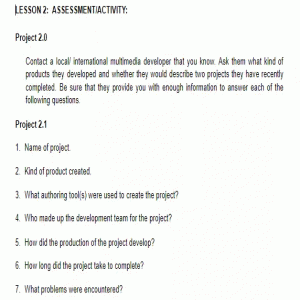 LESSON 2: ASSESSMENT/ACTIVITY:
Project 2.0
Contact a local/ international multimedia developer that you know. Ask them what kind of
products they developed and whether they would describe two projects they have recently
completed. Be sure that they provide you with enough information to answer each of the
following questions.
Project 2.1
1. Name of project.
2. Kind of product created.
3. What authoring tool(s) were used to create the project?
4. Who made up the development team for the project?
5. How did the production of the project develop?
6. How long did the project take to complete?
7. What problems were encountered?